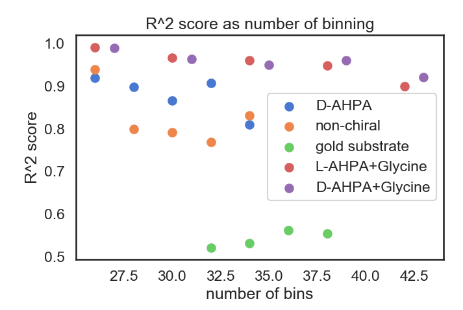 R^2 score as number of binning
1.0
0.9
0.8
0.7
0.6
0.5
R^2 score
D-AHPA
non-chiral
gold substrate
L-AHPA+Glycine
D-AHPA+Glycine
27.5 30.0 32.5 35.0 37.5 40.0 42.5
number of bins